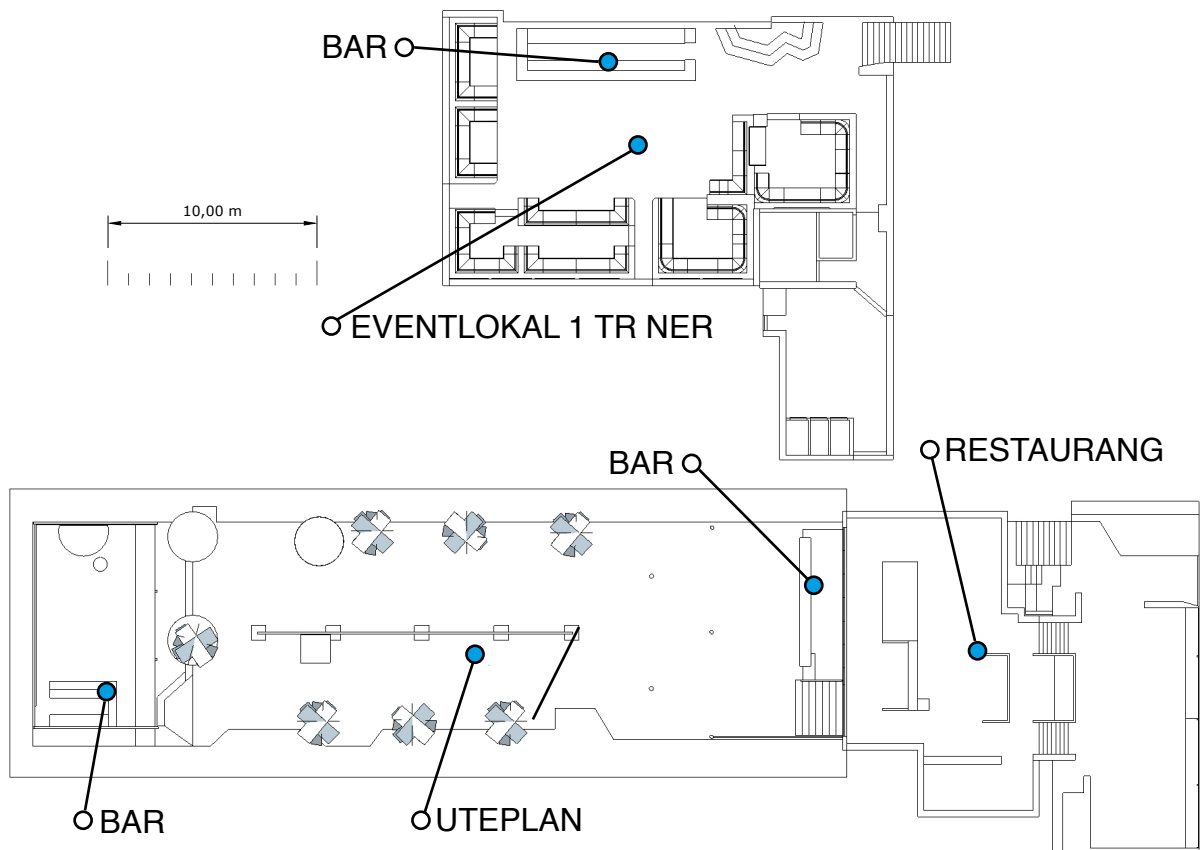 BAR
10,00 m
EVENTLOKAL 1 TR NER
RESTAURANG
BAR
BAR
UTEPLAN